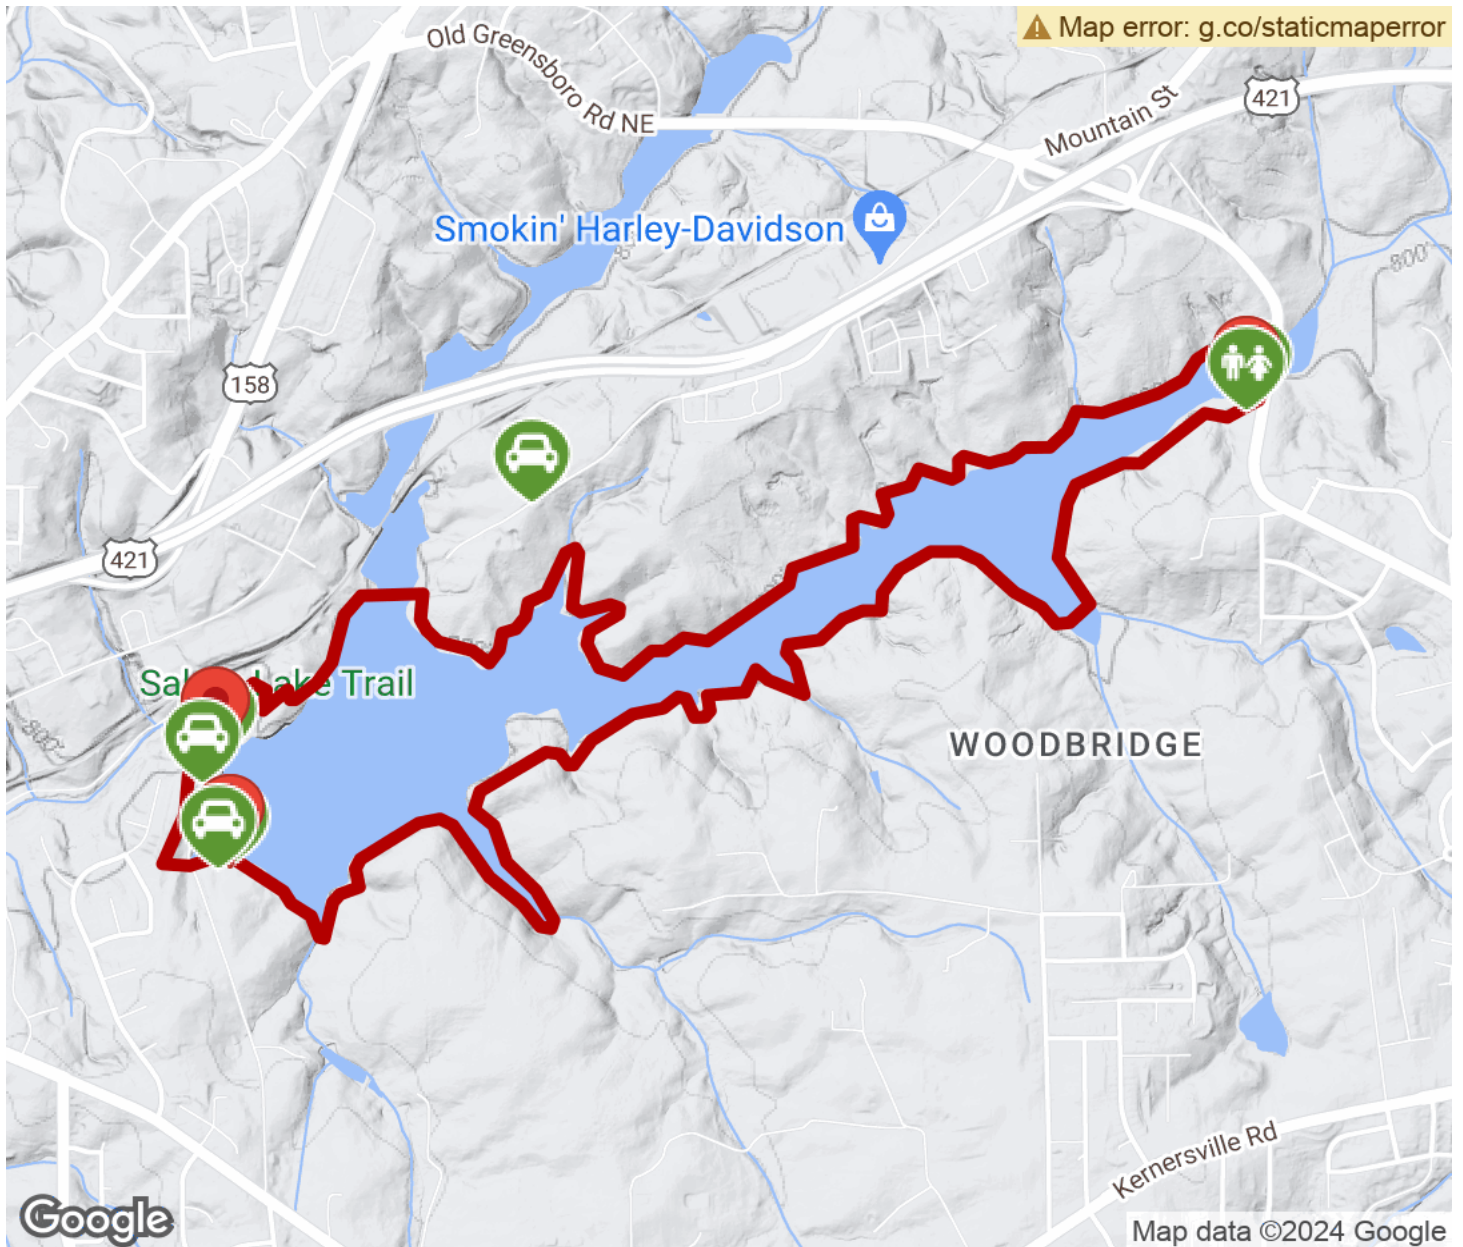 Map error: g.co/staticmaperror
Old Greensboro Rd NE
421
Mountain St
Smokin' Harley-Davidson
800'
158
421
Lake Trail
800'
WOODBRIDGE
Kernersville Rd
Google
Map data ©2024 Google